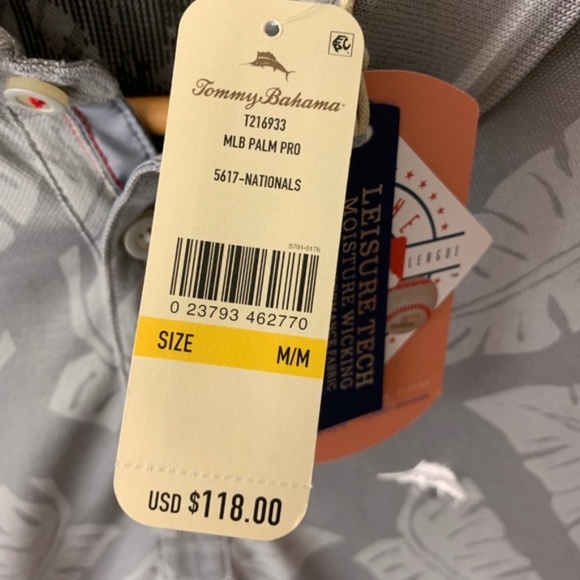 Tommy Bahama
T216933
MLB PALM PRO
5617-NATIONALS
S791-0176
0 23793 462770
SIZE M/M
USD $118.00
LEISURE TECH
MOISTURE WICKING
FABRIC
LEAGUE